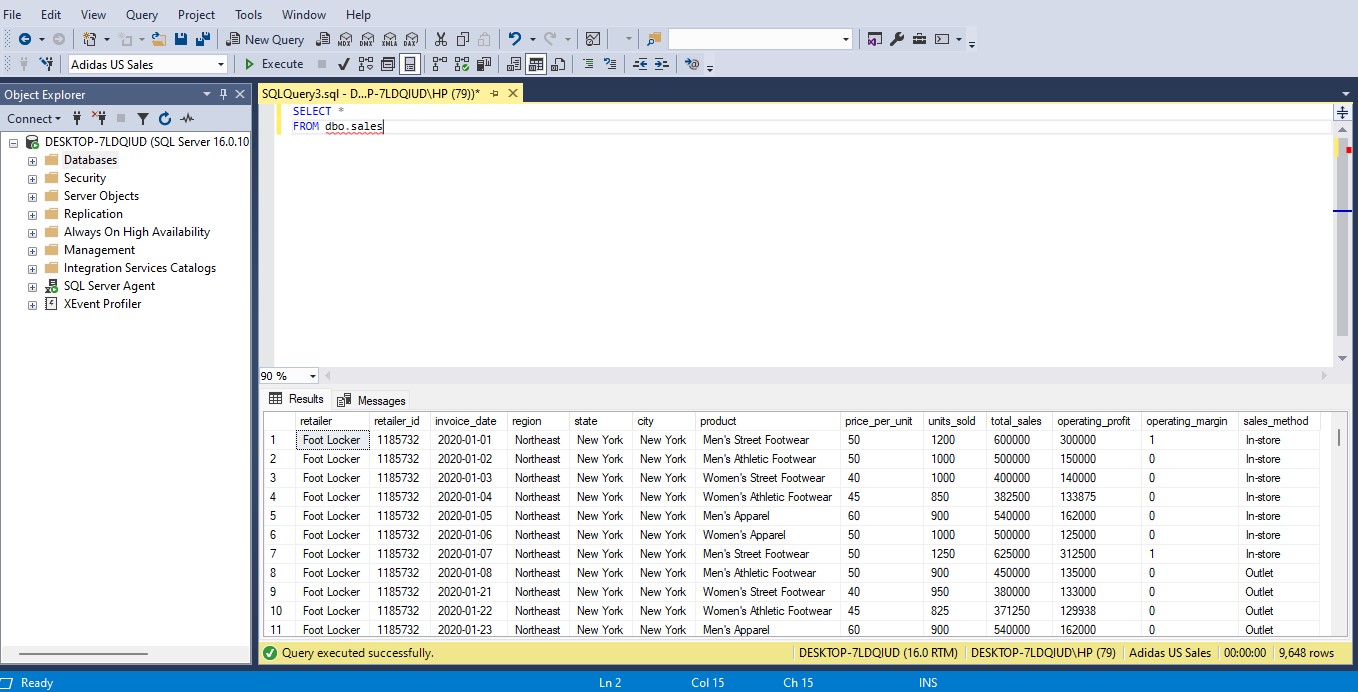 File Edit View Query Project Tools Window Help
New Query MDX DMX XMLA DAX
Adidas US Sales Execute
Object Explorer
Connect
DESKTOP-7LDQIUD (SQL Server 16.0.10
Databases
Security
Server Objects
Replication
Always On High Availability
Management
Integration Services Catalogs
SQL Server Agent
XEvent Profiler
SQLQuery3.sql - D...P-7LDQIUD\HP (79))*
SELECT *
FROM dbo.sales
90 %
Results Messages
retailer retailer_id invoice_date region state city product price_per_unit units_sold total_sales operating_profit operating_margin sales_method
1 Foot Locker 1185732 2020-01-01 Northeast New York New York Men's Street Footwear 50 1200 600000 300000 1 In-store
2 Foot Locker 1185732 2020-01-02 Northeast New York New York Men's Athletic Footwear 50 1000 500000 150000 0 In-store
3 Foot Locker 1185732 2020-01-03 Northeast New York New York Women's Street Footwear 40 1000 400000 140000 0 In-store
4 Foot Locker 1185732 2020-01-04 Northeast New York New York Women's Athletic Footwear 45 850 382500 133875 0 In-store
5 Foot Locker 1185732 2020-01-05 Northeast New York New York Men's Apparel 60 900 540000 162000 0 In-store
6 Foot Locker 1185732 2020-01-06 Northeast New York New York Women's Apparel 50 1000 500000 125000 0 In-store
7 Foot Locker 1185732 2020-01-07 Northeast New York New York Men's Street Footwear 50 1250 625000 312500 1 In-store
8 Foot Locker 1185732 2020-01-08 Northeast New York New York Men's Athletic Footwear 50 900 450000 135000 0 Outlet
9 Foot Locker 1185732 2020-01-21 Northeast New York New York Women's Street Footwear 40 950 380000 133000 0 Outlet
10 Foot Locker 1185732 2020-01-22 Northeast New York New York Women's Athletic Footwear 45 825 371250 129938 0 Outlet
11 Foot Locker 1185732 2020-01-23 Northeast New York New York Men's Apparel 60 900 540000 162000 0 Outlet
Query executed successfully. DESKTOP-7LDQIUD (16.0 RTM) DESKTOP-7LDQIUD\HP (79) Adidas US Sales 00:00:00 9,648 rows
Ready Ln 2 Col 15 Ch 15 INS